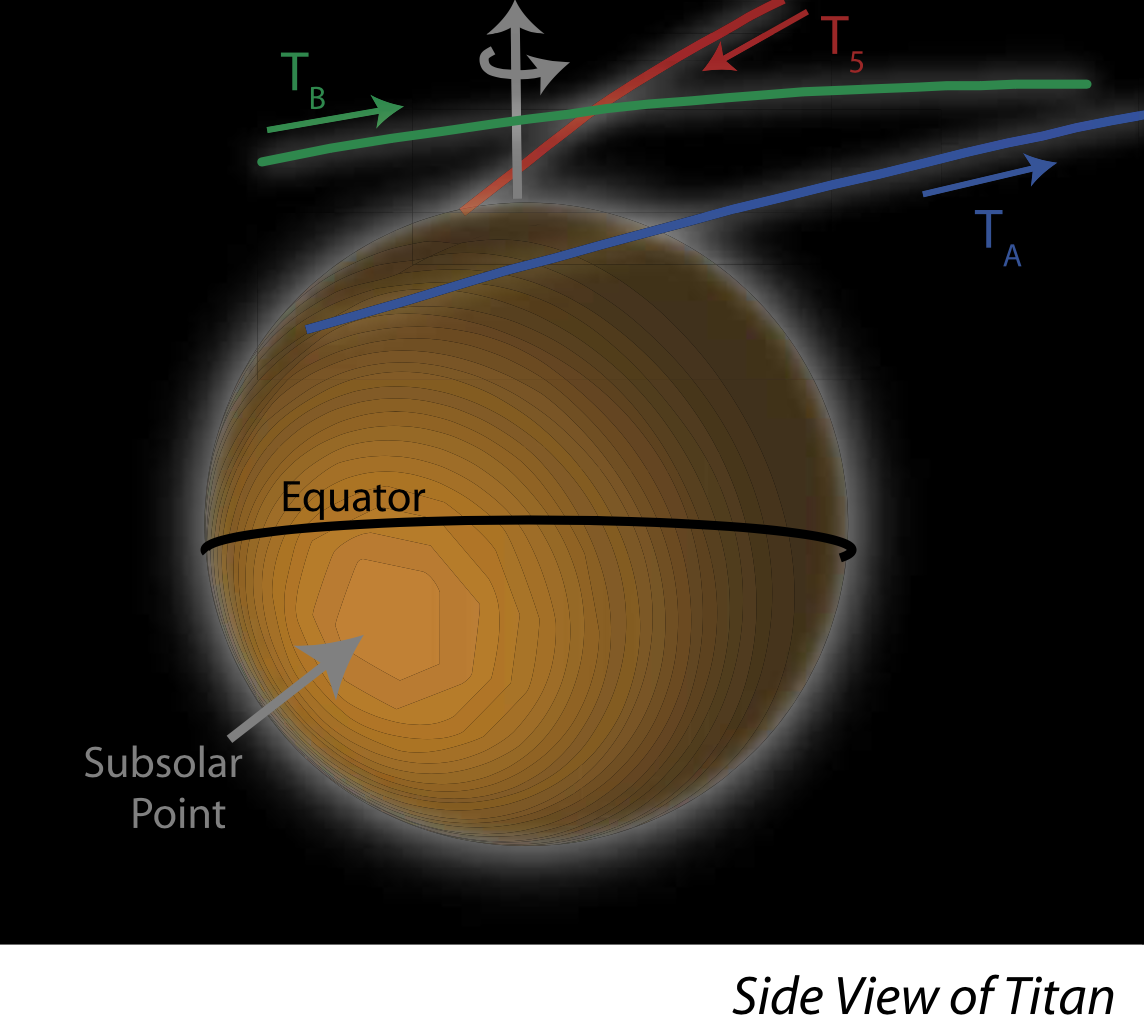 T5
TB
TA
Equator
Subsolar
Point
Side View of Titan